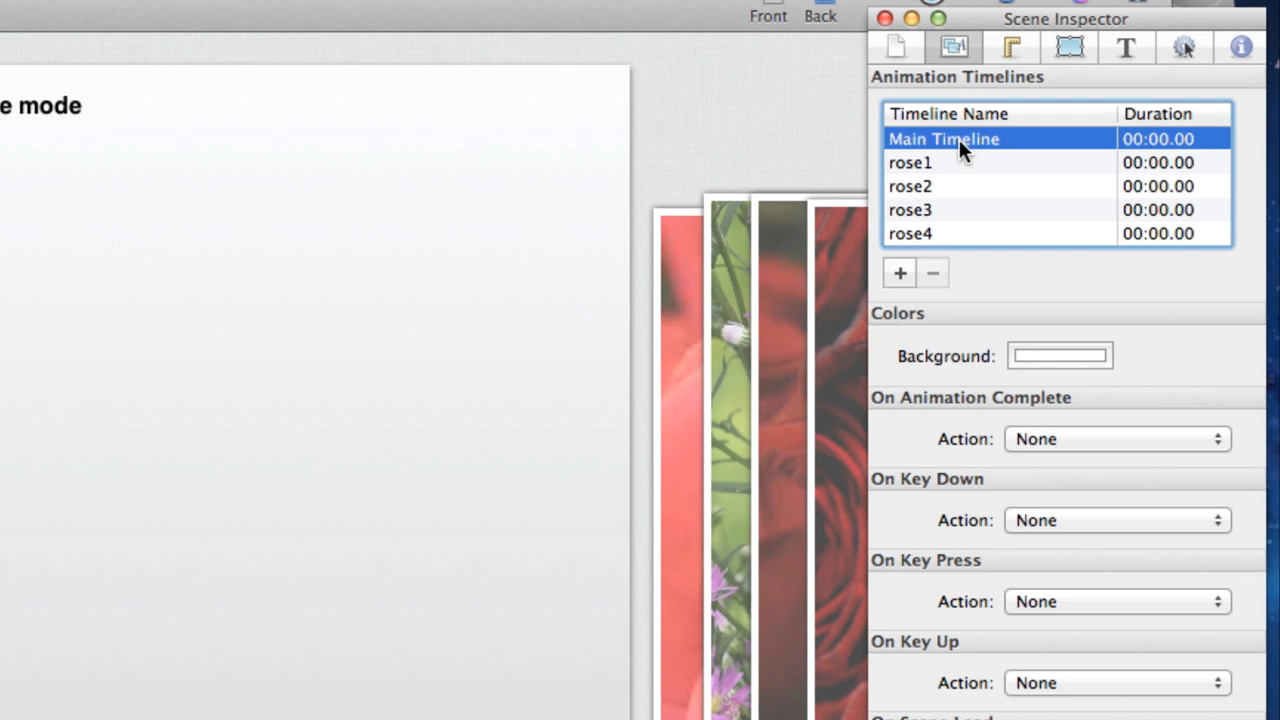 Front Back
Scene Inspector
T
Animation Timelines
Timeline Name Duration
Main Timeline 00:00.00
rose1 00:00.00
rose2 00:00.00
rose3 00:00.00
rose4 00:00.00
+ −
e mode
Colors
Background:
On Animation Complete
Action: None
On Key Down
Action: None
On Key Press
Action: None
On Key Up
Action: None